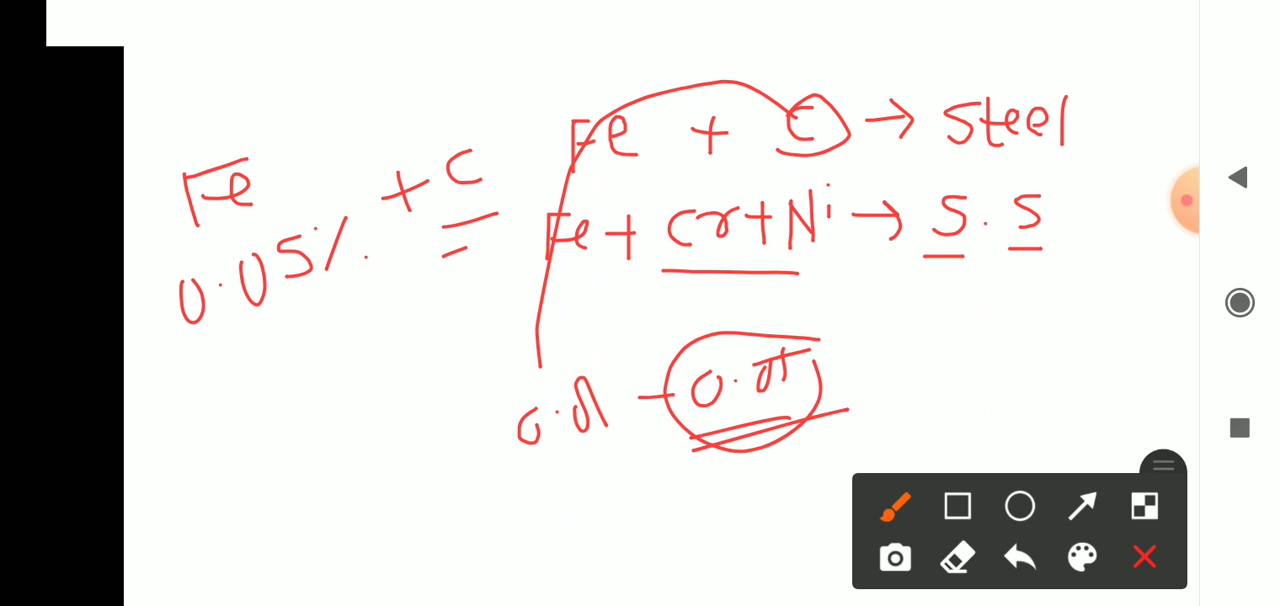 Fe + C → Steel
Fe + C
0.05%.
Fe + Cr + Ni → S.S